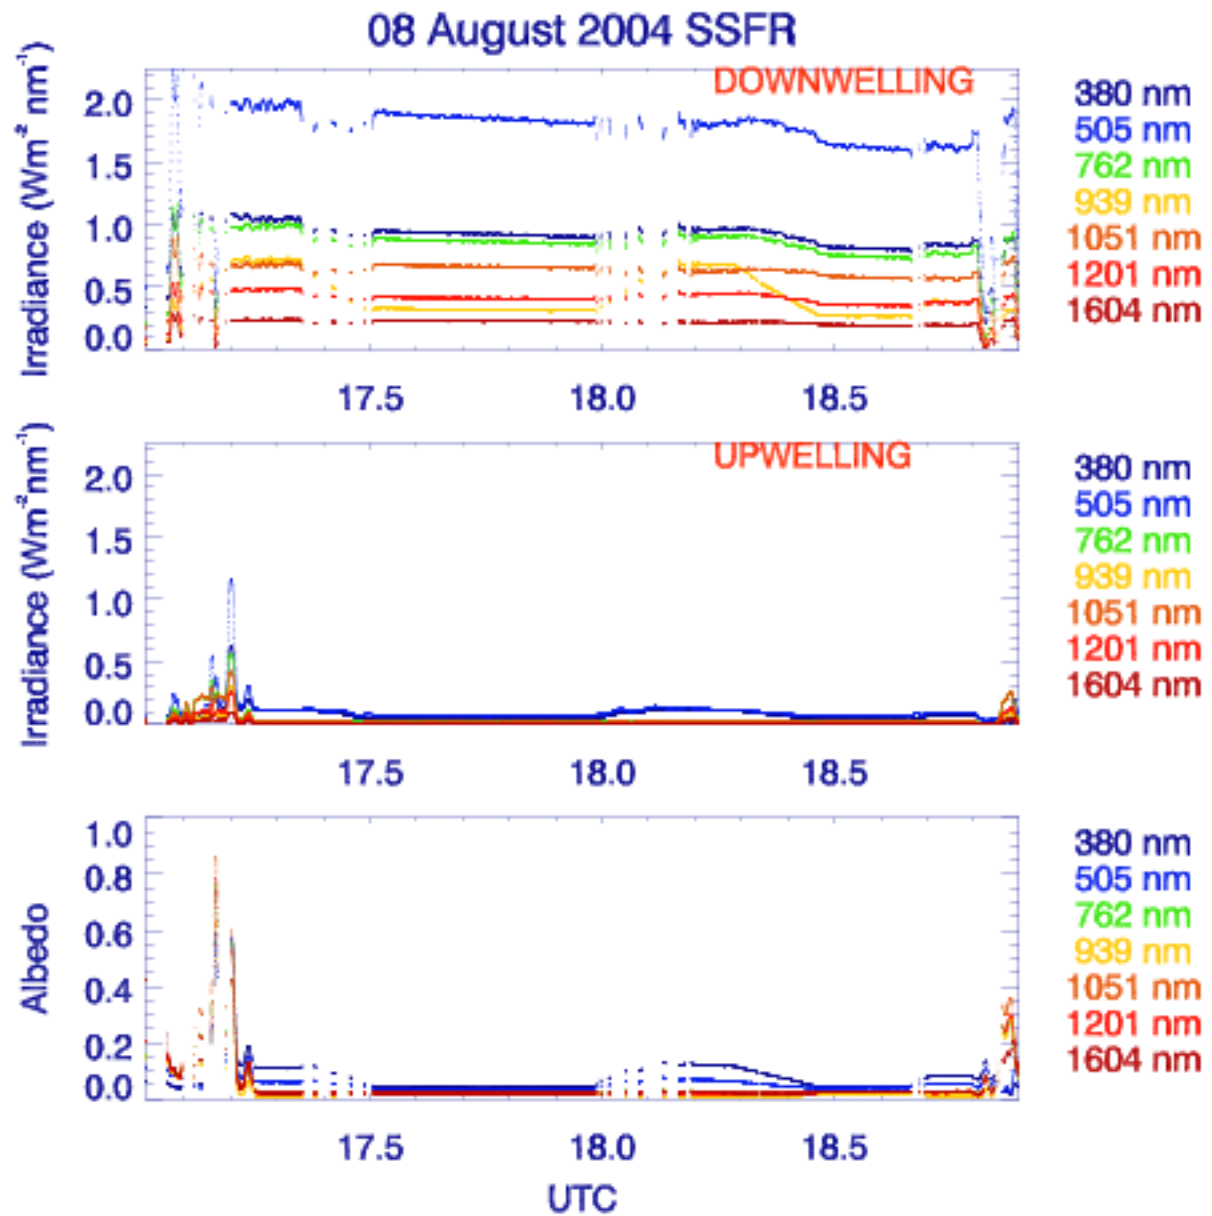 08 August 2004 SSFR
DOWNWELLING
Irradiance (Wm⁻² nm⁻¹)
2.0
1.5
1.0
0.5
0.0
17.5 18.0 18.5
380 nm
505 nm
762 nm
939 nm
1051 nm
1201 nm
1604 nm
UPWELLING
Irradiance (Wm⁻²nm⁻¹)
2.0
1.5
1.0
0.5
0.0
17.5 18.0 18.5
380 nm
505 nm
762 nm
939 nm
1051 nm
1201 nm
1604 nm
Albedo
1.0
0.8
0.6
0.4
0.2
0.0
17.5 18.0 18.5
UTC
380 nm
505 nm
762 nm
939 nm
1051 nm
1201 nm
1604 nm